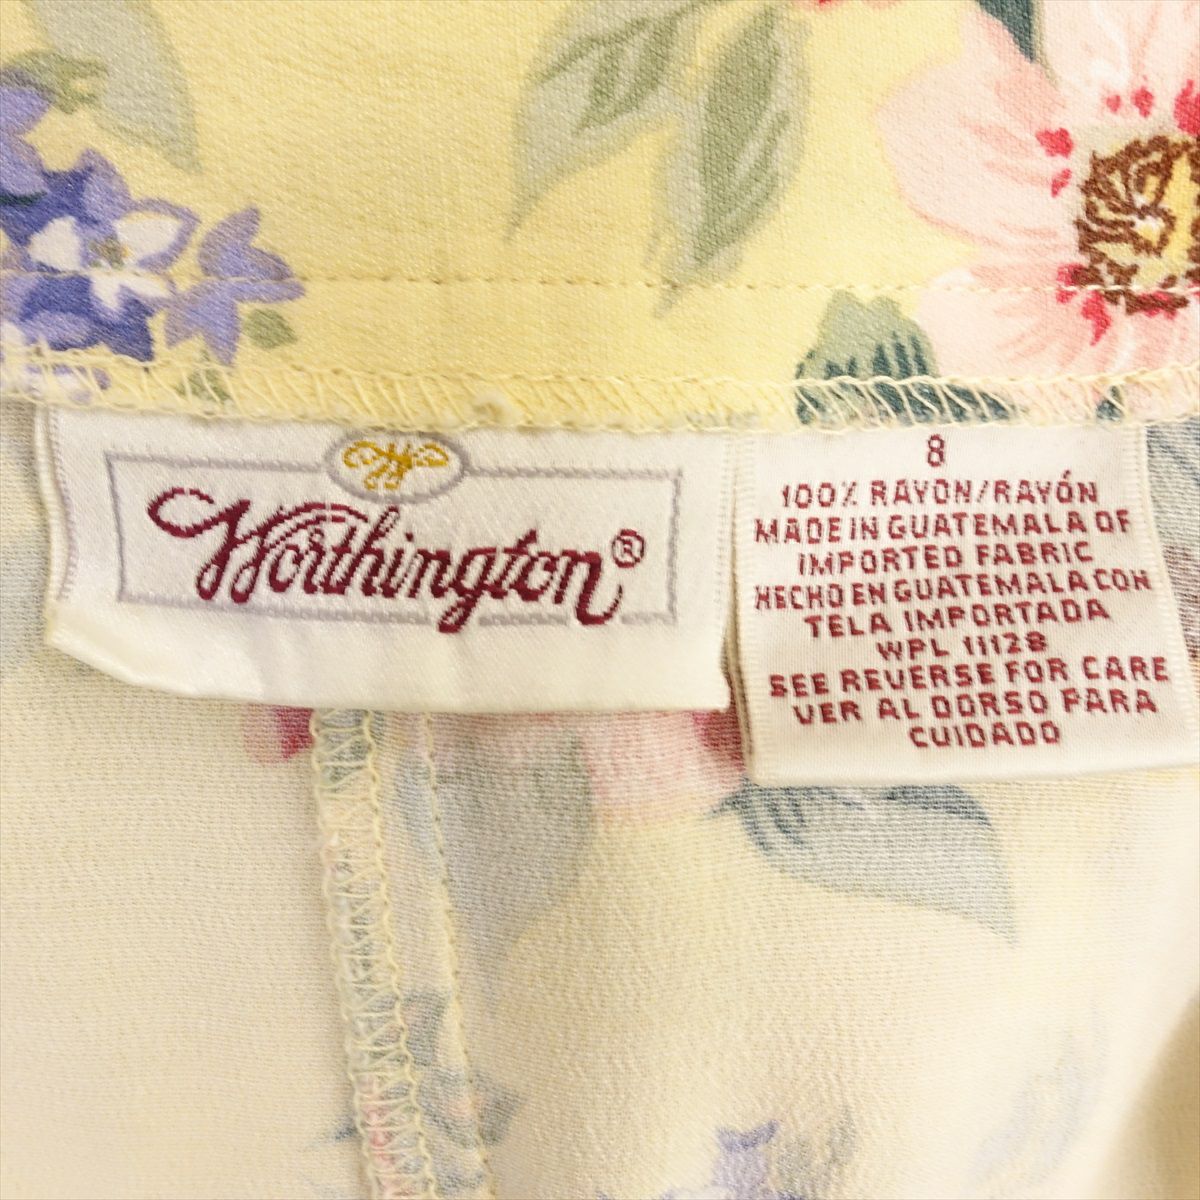 Worthington®
8
100% RAYON/RAYÓN
MADE IN GUATEMALA OF
IMPORTED FABRIC
HECHO EN GUATEMALA CON
TELA IMPORTADA
WPL 11128
SEE REVERSE FOR CARE
VER AL DORSO PARA
CUIDADO